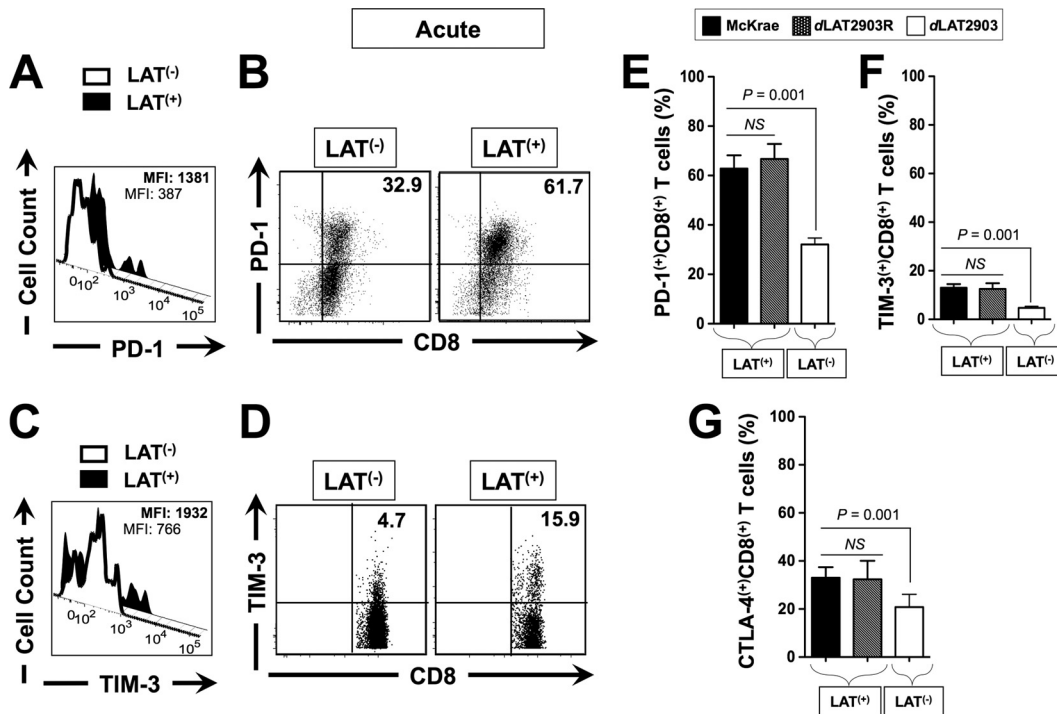 Acute
McKrae dLAT2903R dLAT2903
A
LAT(-)
LAT(+)
MFI: 1381
MFI: 387
Cell Count
0 10² 10³ 10⁴ 10⁵
PD-1
B
LAT(-) LAT(+)
32.9 61.7
PD-1
CD8
E
PD-1(+)CD8(+) T cells (%)
100
80
60
40
20
0
P = 0.001
NS
LAT(+) LAT(-)
F
TIM-3(+)CD8(+) T cells (%)
100
80
60
40
20
0
P = 0.001
NS
LAT(+) LAT(-)
C
LAT(-)
LAT(+)
MFI: 1932
MFI: 766
Cell Count
0 10² 10³ 10⁴ 10⁵
TIM-3
D
LAT(-) LAT(+)
4.7 15.9
TIM-3
CD8
G
CTLA-4(+)CD8(+) T cells (%)
100
80
60
40
20
0
P = 0.001
NS
LAT(+) LAT(-)